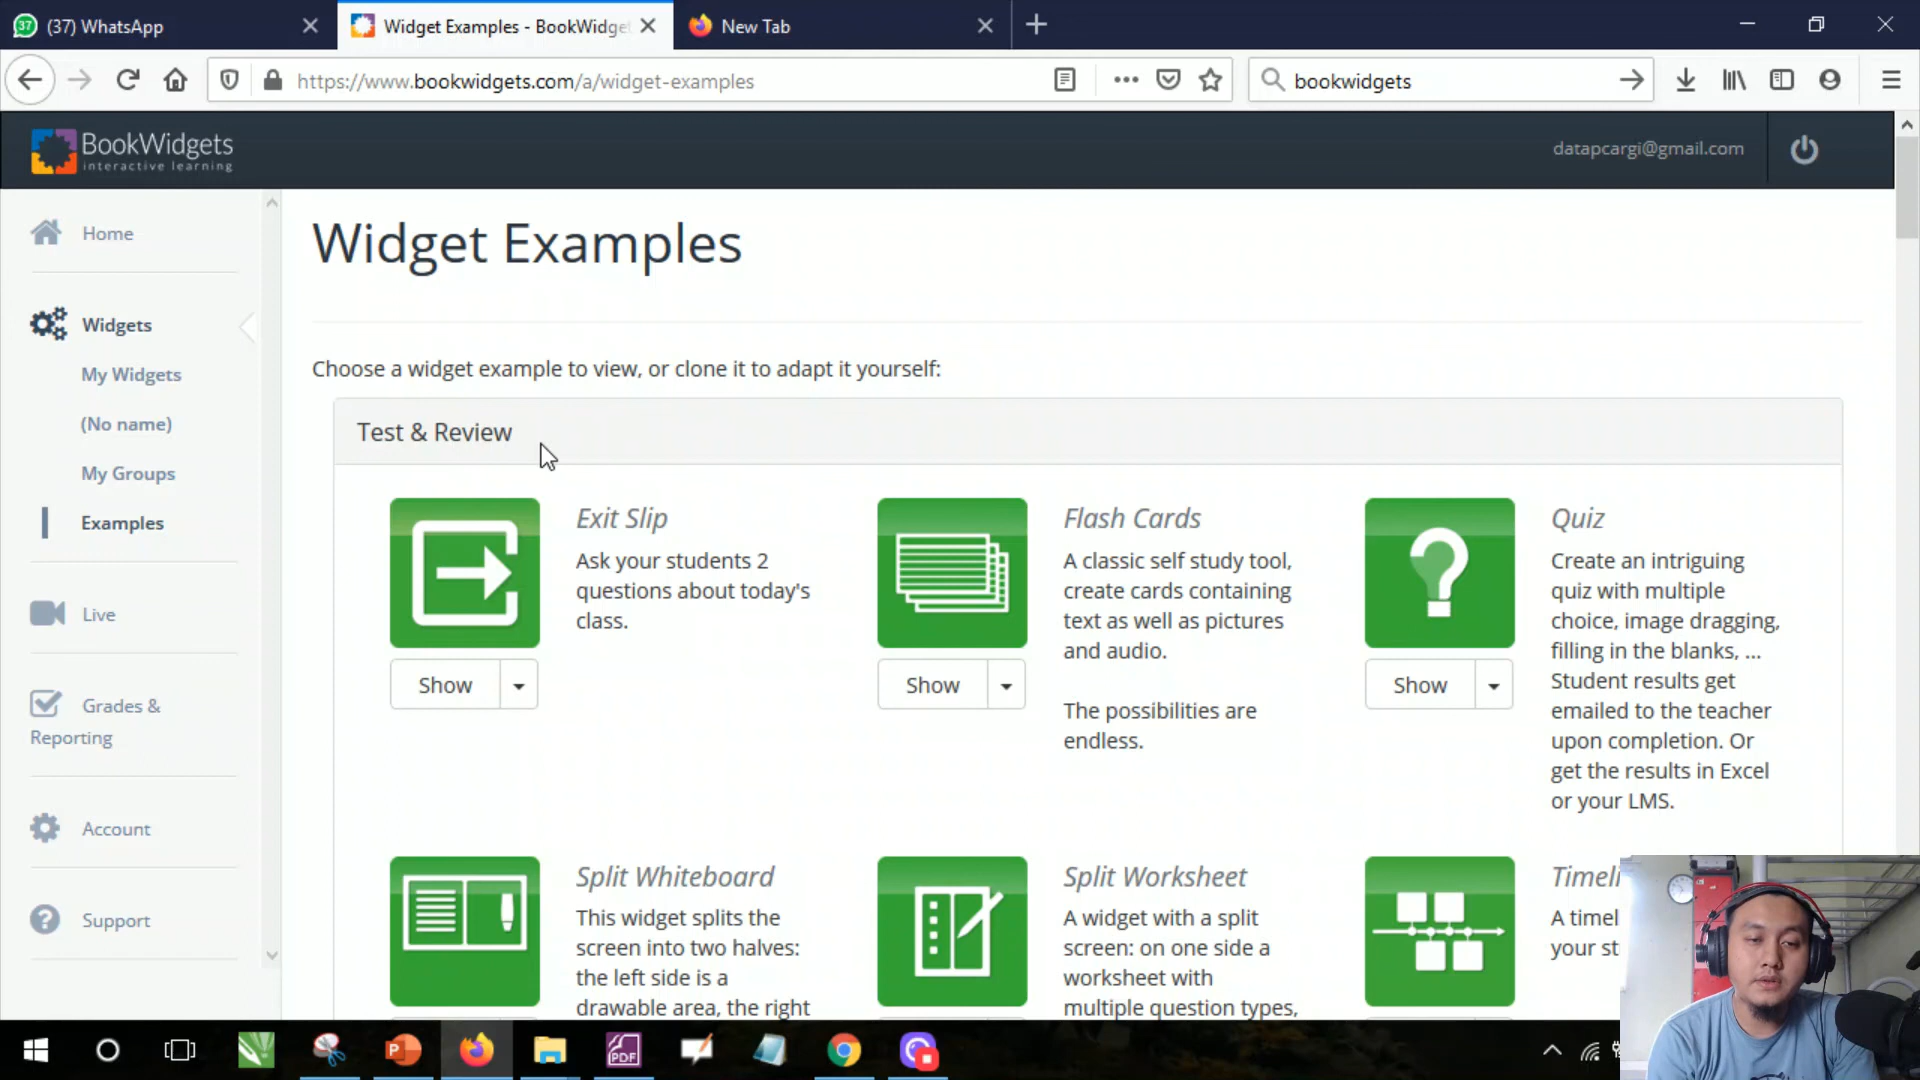 37 (37) WhatsApp
Widget Examples - BookWidge
New Tab
https://www.bookwidgets.com/a/widget-examples
bookwidgets
BookWidgets
interactive learning
datapcargi@gmail.com
Home
Widgets
My Widgets
(No name)
My Groups
Examples
Live
Grades &
Reporting
Account
Support
Widget Examples
Choose a widget example to view, or clone it to adapt it yourself:
Test & Review
Exit Slip
Ask your students 2
questions about today's
class.
Show
Flash Cards
A classic self study tool,
create cards containing
text as well as pictures
and audio.
The possibilities are
endless.
Show
Quiz
Create an intriguing
quiz with multiple
choice, image dragging,
filling in the blanks, ...
Student results get
emailed to the teacher
upon completion. Or
get the results in Excel
or your LMS.
Show
Split Whiteboard
This widget splits the
screen into two halves:
the left side is a
drawable area, the right
Split Worksheet
A widget with a split
screen: on one side a
worksheet with
multiple question types,
Timeli
A timel
your st
PDF